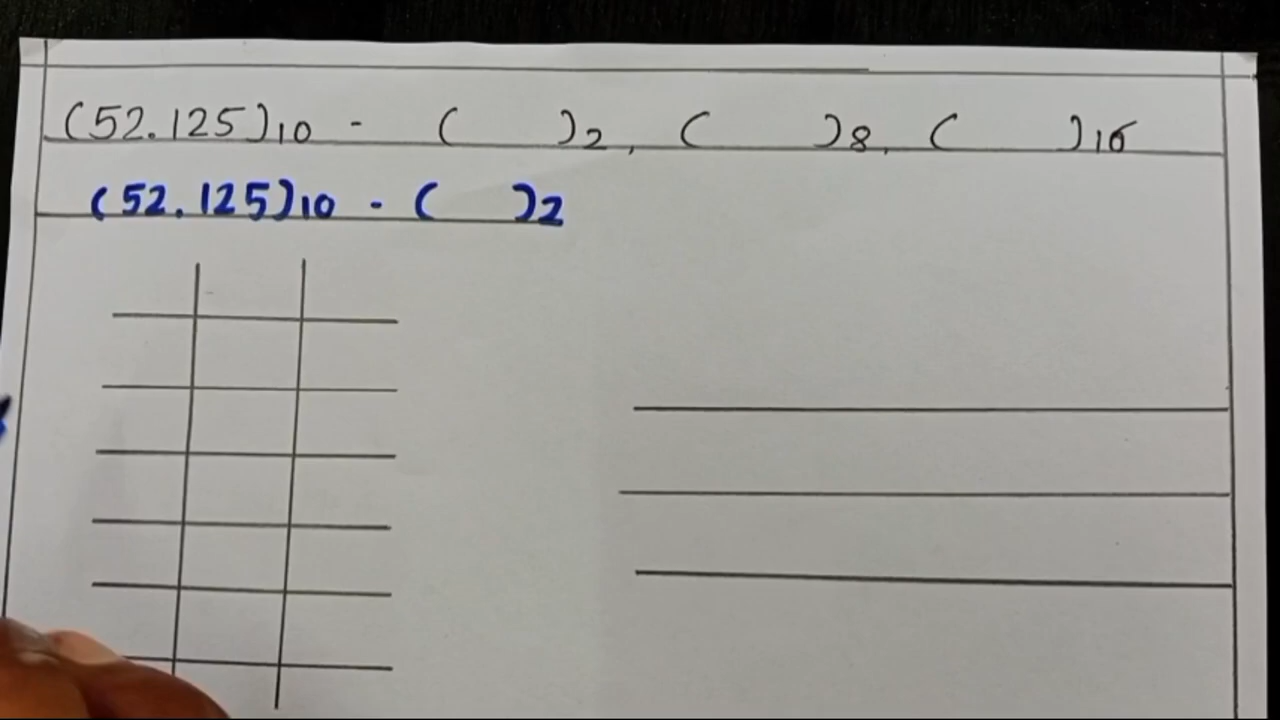 (52.125)10 - (    )2, (    )8, (    )16
(52.125)10 - (    )2